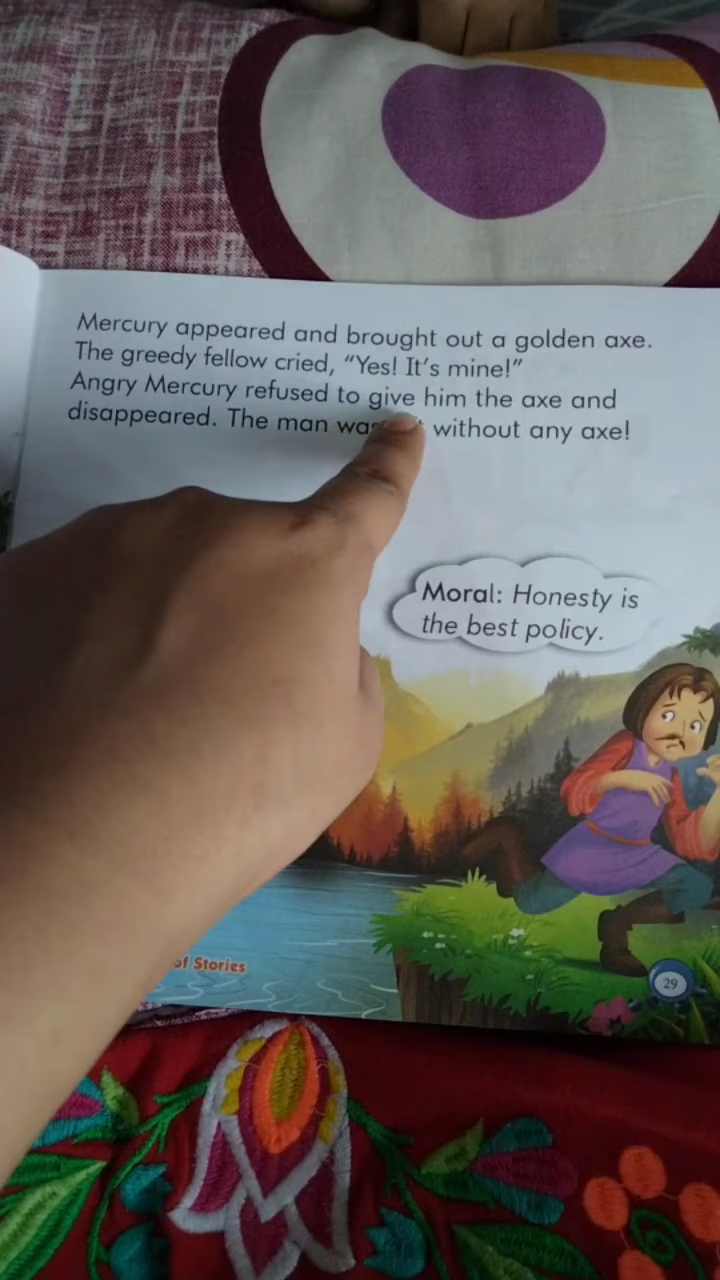 Mercury appeared and brought out a golden axe.
The greedy fellow cried, “Yes! It’s mine!”
Angry Mercury refused to give him the axe and
disappeared. The man was without any axe!
Moral: Honesty is
the best policy.
of Stories
29